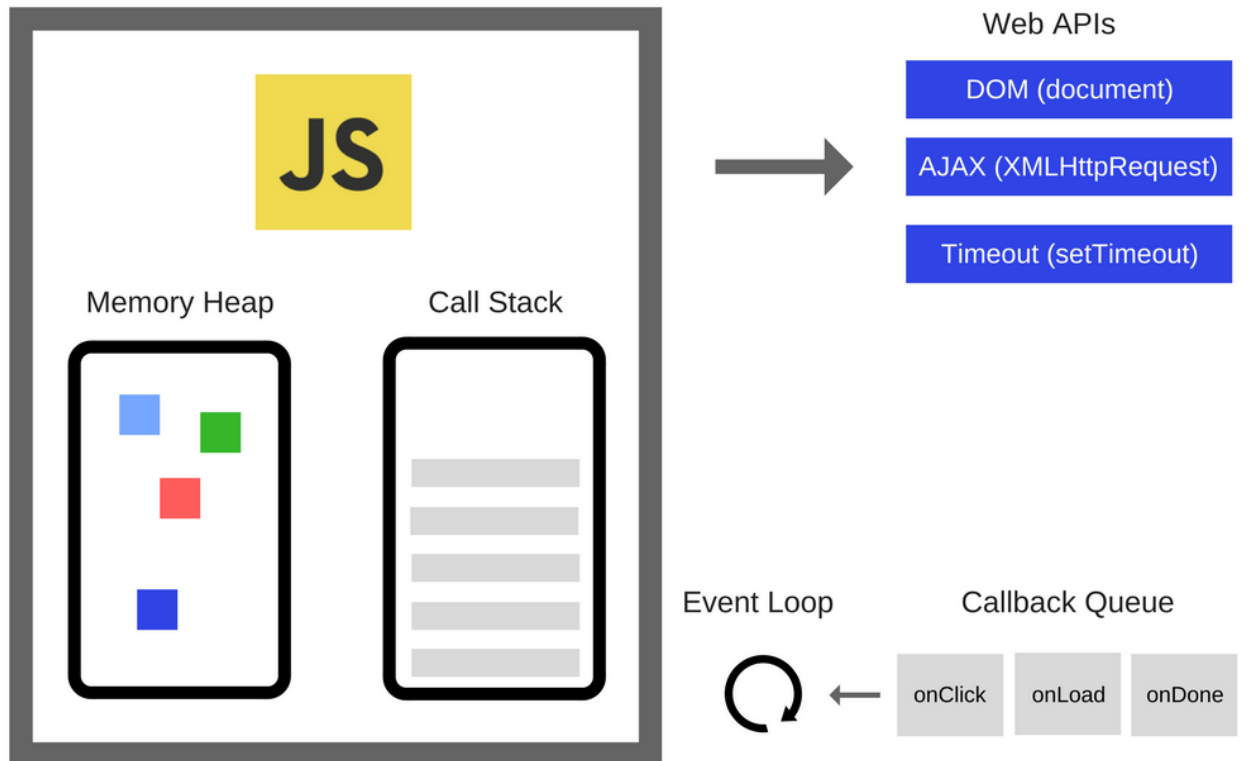 JS
Memory Heap
Call Stack
Web APIs
DOM (document)
AJAX (XMLHttpRequest)
Timeout (setTimeout)
Event Loop
Callback Queue
onClick
onLoad
onDone